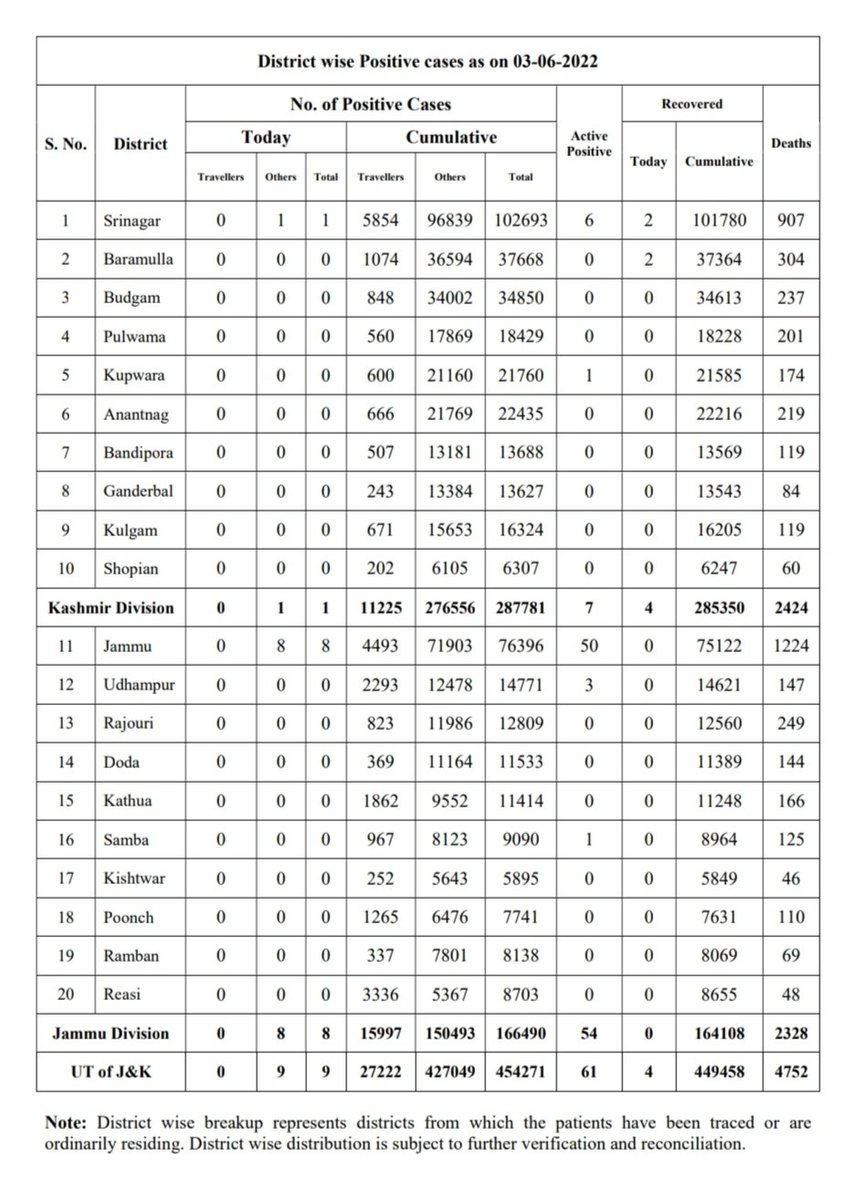 District wise Positive cases as on 03-06-2022
S. No. District No. of Positive Cases Active Positive Recovered Deaths
Today Cumulative Today Cumulative
Travellers Others Total Travellers Others Total
1 Srinagar 0 1 1 5854 96839 102693 6 2 101780 907
2 Baramulla 0 0 0 1074 36594 37668 0 2 37364 304
3 Budgam 0 0 0 848 34002 34850 0 0 34613 237
4 Pulwama 0 0 0 560 17869 18429 0 0 18228 201
5 Kupwara 0 0 0 600 21160 21760 1 0 21585 174
6 Anantnag 0 0 0 666 21769 22435 0 0 22216 219
7 Bandipora 0 0 0 507 13181 13688 0 0 13569 119
8 Ganderbal 0 0 0 243 13384 13627 0 0 13543 84
9 Kulgam 0 0 0 671 15653 16324 0 0 16205 119
10 Shopian 0 0 0 202 6105 6307 0 0 6247 60
Kashmir Division 0 1 1 11225 276556 287781 7 4 285350 2424
11 Jammu 0 8 8 4493 71903 76396 50 0 75122 1224
12 Udhampur 0 0 0 2293 12478 14771 3 0 14621 147
13 Rajouri 0 0 0 823 11986 12809 0 0 12560 249
14 Doda 0 0 0 369 11164 11533 0 0 11389 144
15 Kathua 0 0 0 1862 9552 11414 0 0 11248 166
16 Samba 0 0 0 967 8123 9090 1 0 8964 125
17 Kishtwar 0 0 0 252 5643 5895 0 0 5849 46
18 Poonch 0 0 0 1265 6476 7741 0 0 7631 110
19 Ramban 0 0 0 337 7801 8138 0 0 8069 69
20 Reasi 0 0 0 3336 5367 8703 0 0 8655 48
Jammu Division 0 8 8 15997 150493 166490 54 0 164108 2328
UT of J&K 0 9 9 27222 427049 454271 61 4 449458 4752
Note: District wise breakup represents districts from which the patients have been traced or are
ordinarily residing. District wise distribution is subject to further verification and reconciliation.